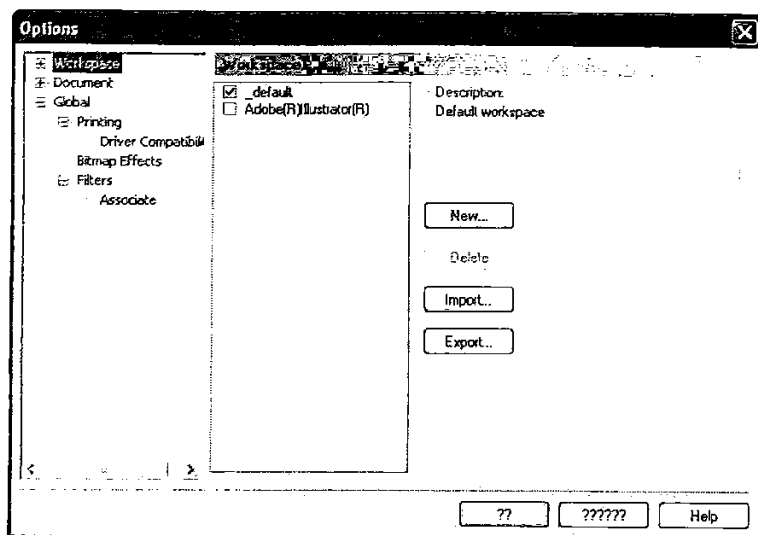 Options
Workspace
Document
Global
Printing
Driver Compatibili
Bitmap Effects
Filters
Associate
Workspace
_default
Adobe(R)Illustrator(R)
Description:
Default workspace
New...
Delete
Import...
Export...
??
??????
Help